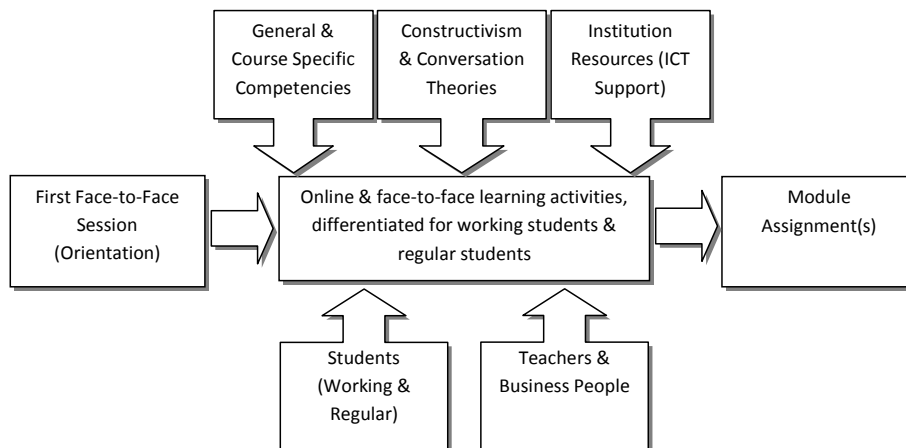 General &
Course Specific
Competencies
Constructivism
& Conversation
Theories
Institution
Resources (ICT
Support)
First Face-to-Face
Session
(Orientation)
Online & face-to-face learning activities,
differentiated for working students &
regular students
Module
Assignment(s)
Students
(Working &
Regular)
Teachers &
Business People